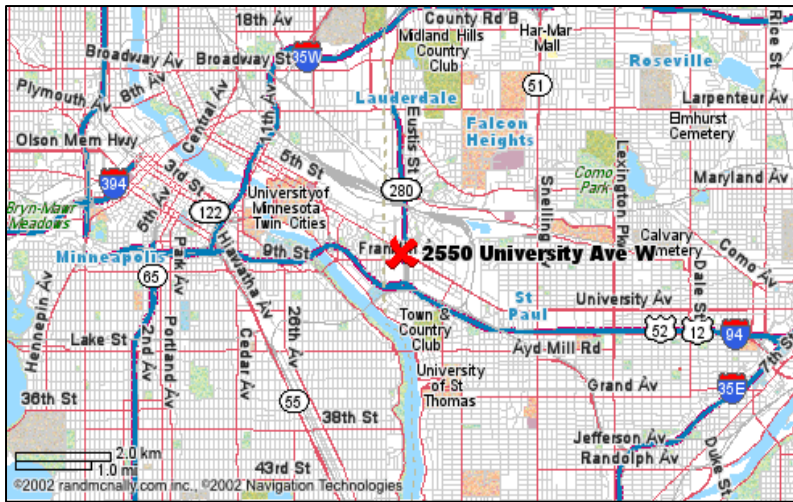 18th Av
County Rd B
Midland Hills
Country
Club
Har-Mar
Mall
Rice St
Broadway Av
Broadway St
35W
Roseville
8th Av
Central Av
11th Av
Plymouth Av
Lauderdale
Eustis St
51
Larpenteur Av
Falcon
Heights
Elmhurst
Cemetery
Olson Mem Hwy
5th St
3rd St
394
280
Snelling Av
Como
Park
Lexington Pkwy
Maryland Av
Bryn-Mawr
Meadows
5th Av
122
University of
Minnesota
Twin-Cities
Calvary
Como Av
Minneapolis
9th St
2550 University Ave W
65
Park Av
Hiawatha Av
Dale St
St
Paul
University Av
Hennepin Av
Lake St
2nd Av
Portland Av
Cedar Av
26th Av
Town &
Country
Club
52
12
94
Ayd Mill Rd
7th St
University
of St
Thomas
Grand Av
35E
36th St
55
38th St
Jefferson Av
Randolph Av
Duke St
2.0 km
1.0 mi
43rd St
©2002 randmcnally.com inc., ©2002 Navigation Technologies